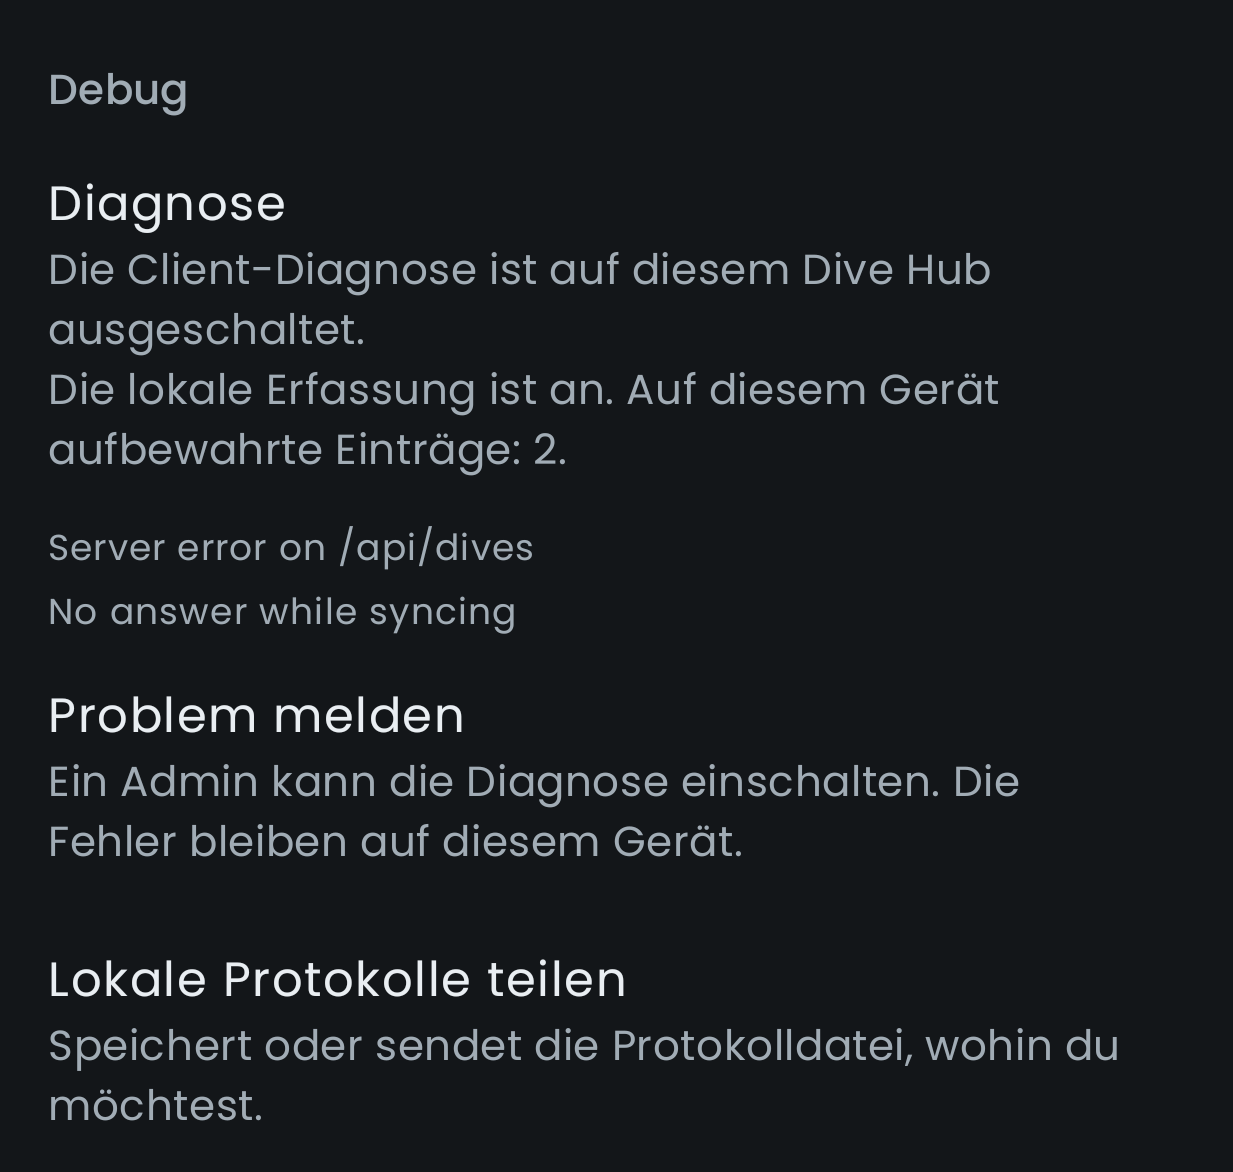 Debug
Diagnose
Die Client-Diagnose ist auf diesem Dive Hub
ausgeschaltet.
Die lokale Erfassung ist an. Auf diesem Gerät
aufbewahrte Einträge: 2.
Server error on /api/dives
No answer while syncing
Problem melden
Ein Admin kann die Diagnose einschalten. Die
Fehler bleiben auf diesem Gerät.
Lokale Protokolle teilen
Speichert oder sendet die Protokolldatei, wohin du
möchtest.